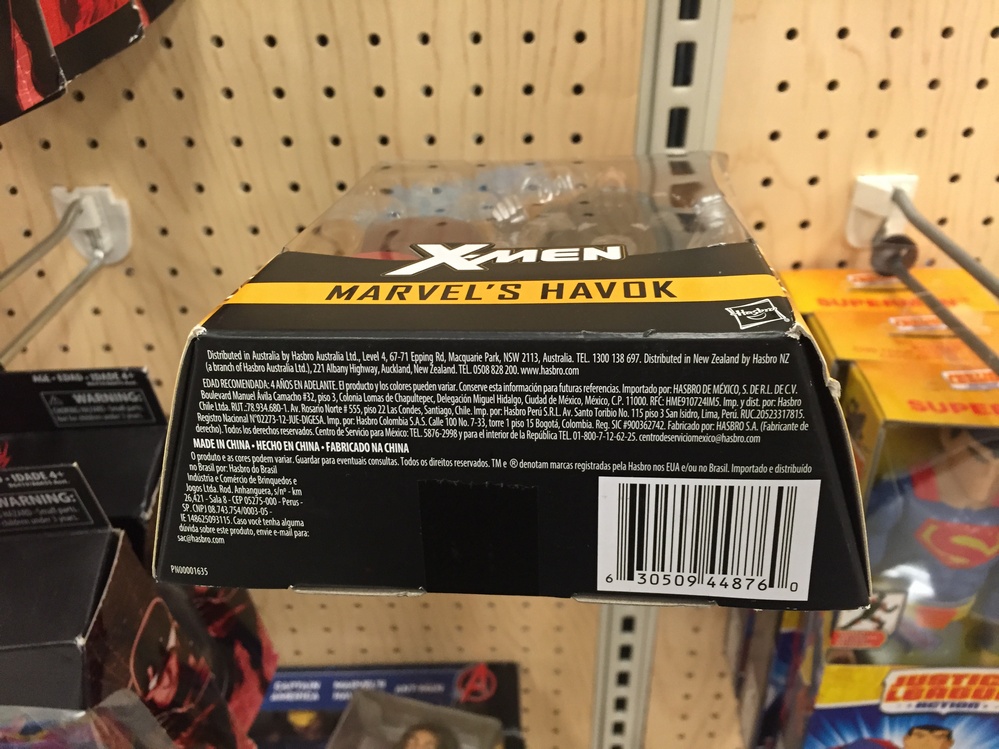 X-MEN
MARVEL'S HAVOK
Hasbro
Distributed in Australia by Hasbro Australia Ltd., Level 4, 67-71 Epping Rd, Macquarie Park, NSW 2113, Australia. TEL. 1300 138 697. Distributed in New Zealand by Hasbro NZ
(a branch of Hasbro Australia Ltd.), 221 Albany Highway, Auckland, New Zealand. TEL. 0508 828 200. www.hasbro.com
EDAD RECOMENDADA: 4 AÑOS EN ADELANTE. El producto y los colores pueden variar. Conserve esta información para futuras referencias. Importado por: HASBRO DE MÉXICO, S. DE R.L. DE C.V.
Boulevard Manuel Ávila Camacho #32, piso 3, Colonia Lomas de Chapultepec, Delegación Miguel Hidalgo, Ciudad de México, México, C.P. 11000. RFC: HME910724IM5. Imp. y dist. por: Hasbro
Chile Ltda. RUT.:78.934.680-1. Av. Rosario Norte # 555, piso 22 Las Condes, Santiago, Chile. Imp. por: Hasbro Perú S.R.L. Av. Santo Toribio No. 115 piso 3 San Isidro, Lima, Perú. RUC.20523317815.
Registro Nacional Nº02273-12-JUE-DIGESA. Imp. por: Hasbro Colombia S.A.S. Calle 100 No. 7-33, torre 1 piso 15 Bogotá, Colombia. Reg. SIC #900362742. Fabricado por: HASBRO S.A. (Fabricante de
derecho). Todos los derechos reservados. Centro de Servicio para México: TEL. 5876-2998 y para el interior de la República TEL. 01-800-7-12-62-25. centrodeserviciomexico@hasbro.com
MADE IN CHINA • HECHO EN CHINA • FABRICADO NA CHINA
O produto e as cores podem variar. Guardar para eventuais consultas. Todos os direitos reservados. TM e ® denotam marcas registradas pela Hasbro nos EUA e/ou no Brasil. Importado e distribuído
no Brasil por: Hasbro do Brasil
Indústria e Comércio de Brinquedos e
Jogos Ltda. Rod. Anhanguera, s/nº - km
26,421 - Sala 8 - CEP 05275-000 - Perus -
SP. CNPJ 08.743.754/0003-05 -
IE 148625093115. Caso você tenha alguma
dúvida sobre este produto, envie e-mail para:
sac@hasbro.com
PN00001635
6 30509 44876 0
AGE • EDAD • IDADE 4+
WARNING:
• IDADE 4+
WARNING:
CAPTAIN
AMERICA
SUPERMAN
SUPE
JUSTICE
LEAGUE
ACTION